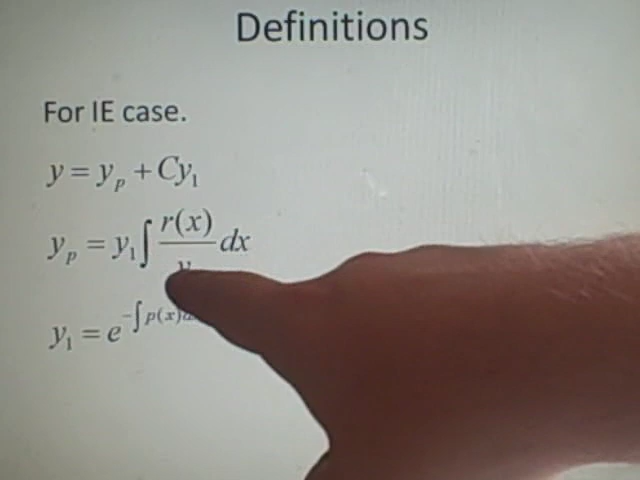 Definitions
For IE case.
y = y_p + Cy_1
y_p = y_1 ∫ r(x)/y dx
y_1 = e^{-∫p(x)d